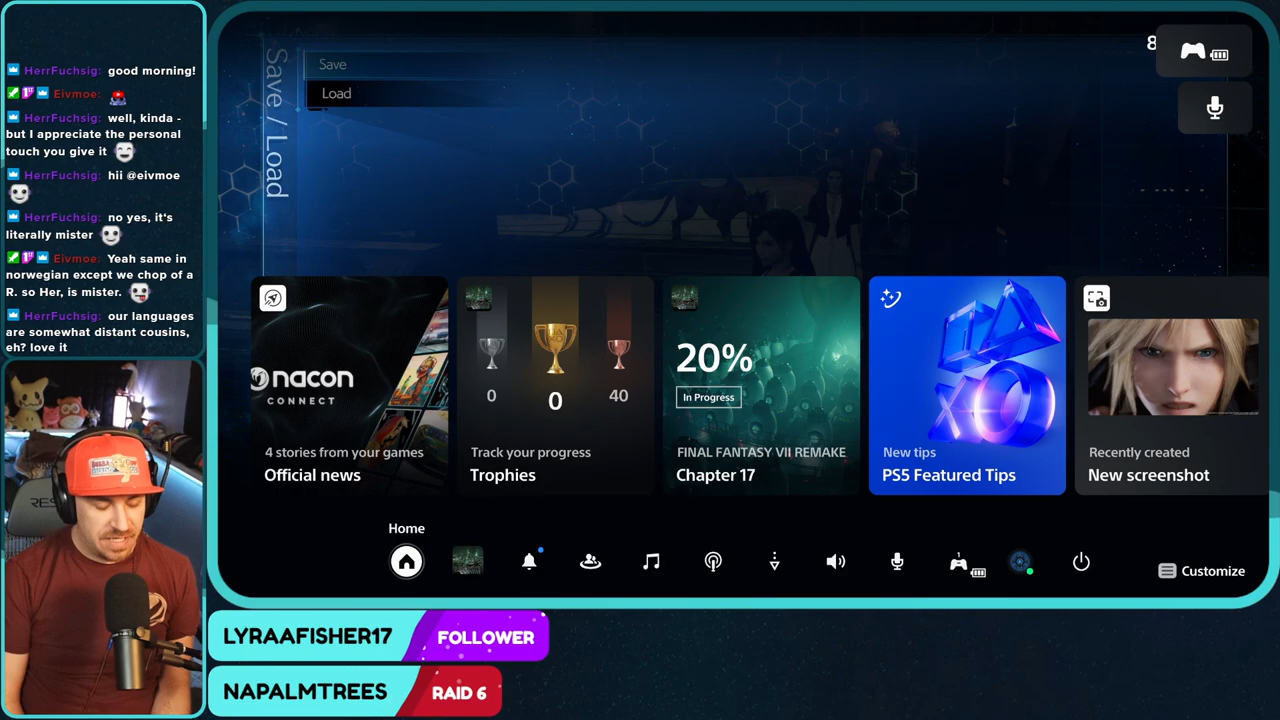 HerrFuchsig: good morning!
Eivmoe:
HerrFuchsig: well, kinda -
but I appreciate the personal
touch you give it
HerrFuchsig: hii @eivmoe
HerrFuchsig: no yes, it's
literally mister
Eivmoe: Yeah same in
norwegian except we chop of a
R. so Her, is mister.
HerrFuchsig: our languages
are somewhat distant cousins,
eh? love it
Save / Load
Save
Load
8
nacon
CONNECT
4 stories from your games
Official news
0
0
40
Track your progress
Trophies
20%
In Progress
FINAL FANTASY VII REMAKE
Chapter 17
New tips
PS5 Featured Tips
Recently created
New screenshot
Home
1
Customize
LYRAAFISHER17
FOLLOWER
NAPALMTREES
RAID 6